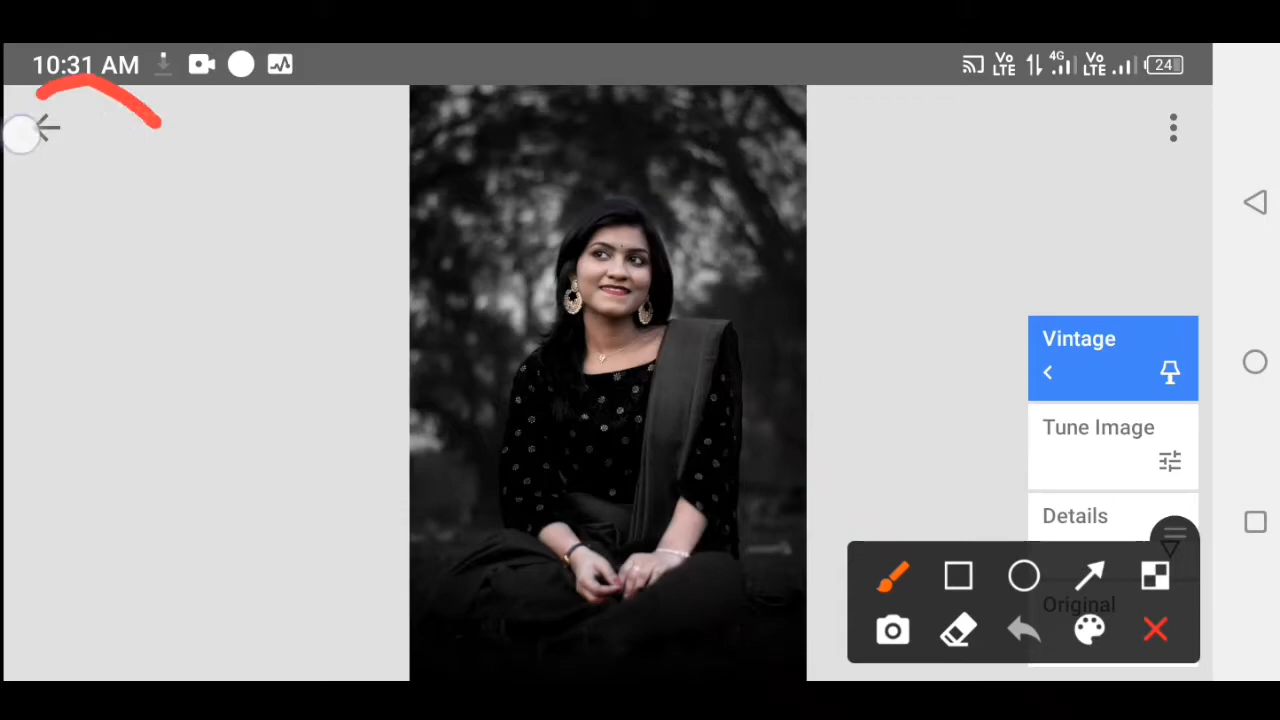 10:31 AM
Vo
LTE
4G
Vo
LTE
24
Vintage
Tune Image
Details
Original